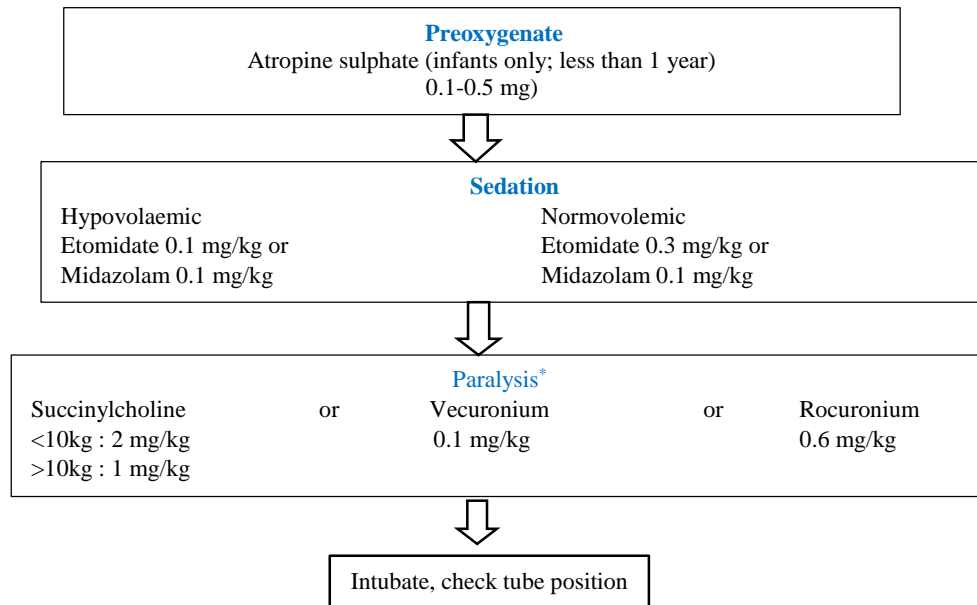 Preoxygenate
Atropine sulphate (infants only; less than 1 year)
0.1-0.5 mg)
Sedation
Hypovolaemic
Etomidate 0.1 mg/kg or
Midazolam 0.1 mg/kg
Normovolemic
Etomidate 0.3 mg/kg or
Midazolam 0.1 mg/kg
Paralysis*
Succinylcholine or Vecuronium or Rocuronium
<10kg : 2 mg/kg 0.1 mg/kg 0.6 mg/kg
>10kg : 1 mg/kg
Intubate, check tube position